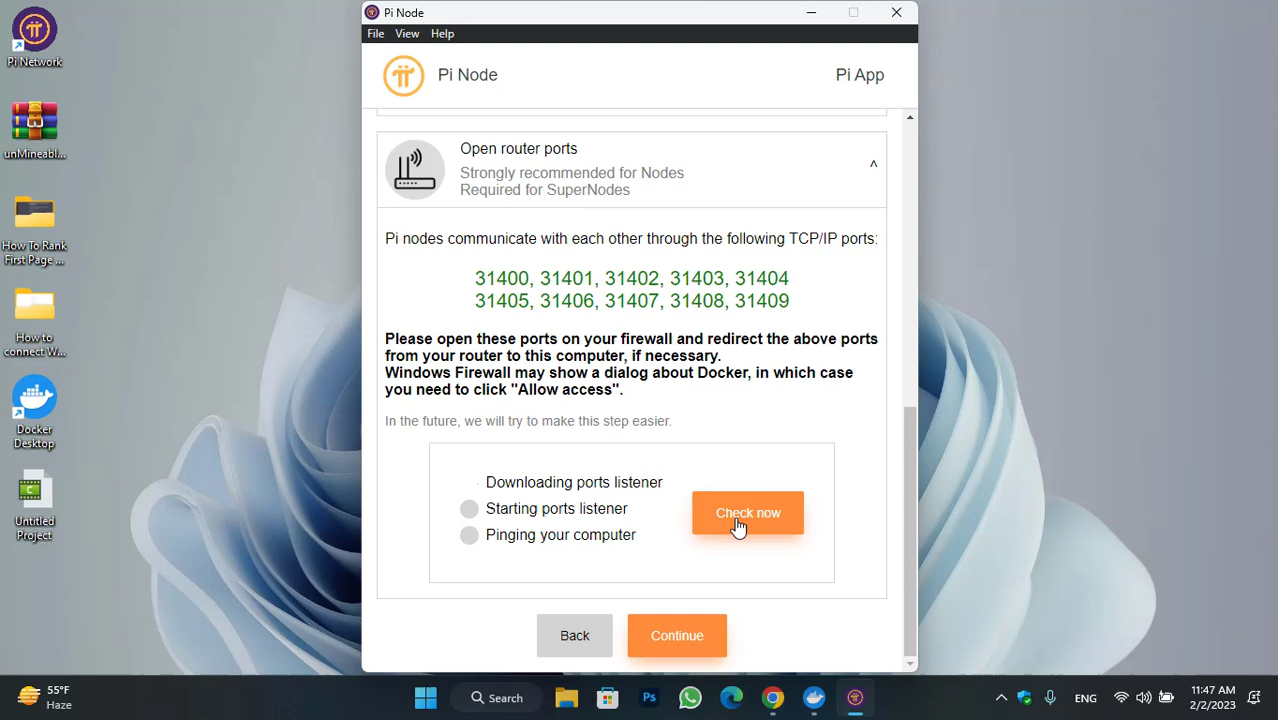 Pi Network
unMineabl...
How To Rank
First Page ...
How to
connect W...
Docker
Desktop
Untitled
Project
Pi Node
File View Help
Pi Node
Pi App
Open router ports
Strongly recommended for Nodes
Required for SuperNodes
Pi nodes communicate with each other through the following TCP/IP ports:
31400, 31401, 31402, 31403, 31404
31405, 31406, 31407, 31408, 31409
Please open these ports on your firewall and redirect the above ports
from your router to this computer, if necessary.
Windows Firewall may show a dialog about Docker, in which case
you need to click "Allow access".
In the future, we will try to make this step easier.
Downloading ports listener
Starting ports listener
Pinging your computer
Check now
Back
Continue
55°F
Haze
Search
Ps
ENG
11:47 AM
2/2/2023